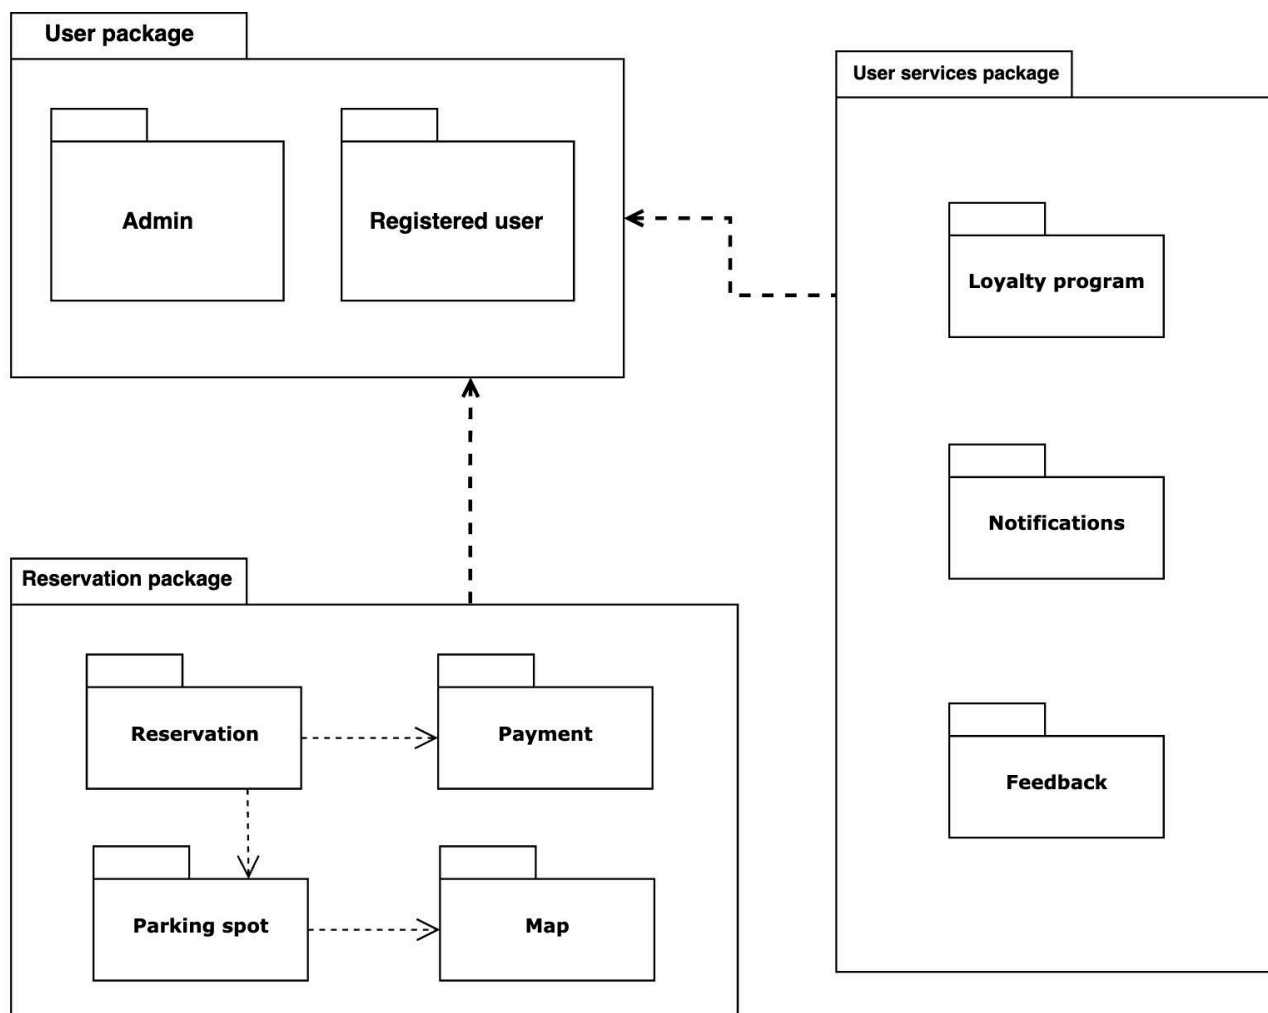 User package
Admin
Registered user
User services package
Loyalty program
Notifications
Feedback
Reservation package
Reservation
Payment
Parking spot
Map